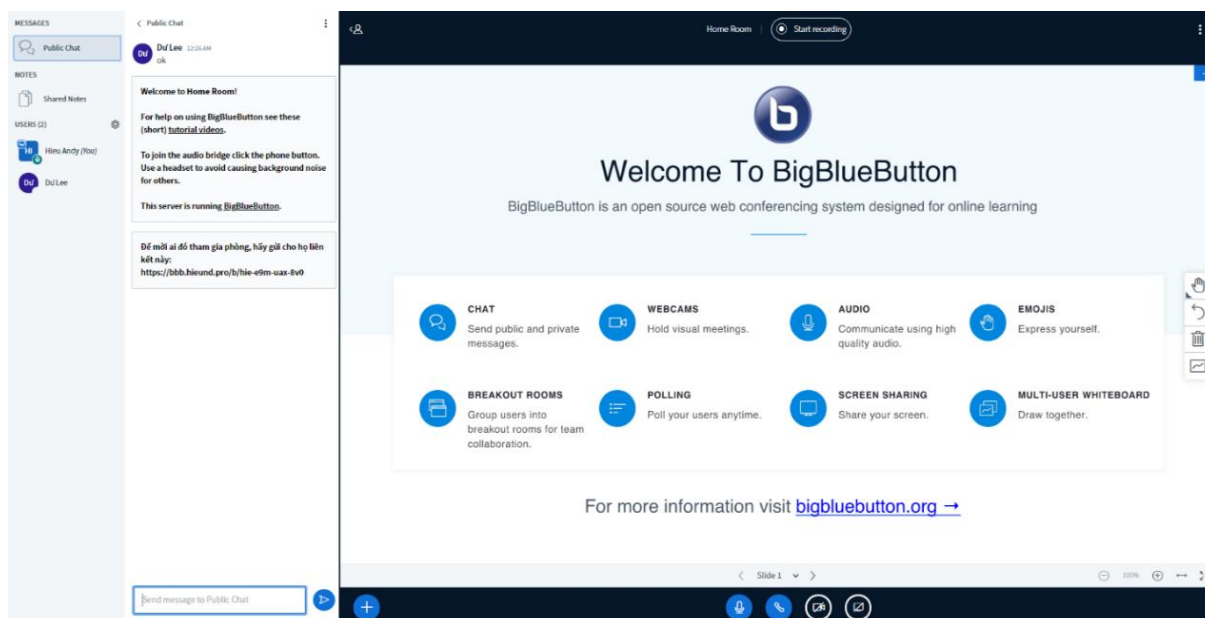 MESSAGES
Public Chat
NOTES
Shared Notes
USERS (2)
HI
Hieu Andy (You)
Dư
Dư Lee
Public Chat
Dư
Dư Lee 12:26 AM
ok
Welcome to Home Room!
For help on using BigBlueButton see these
(short) tutorial videos.
To join the audio bridge click the phone button.
Use a headset to avoid causing background noise
for others.
This server is running BigBlueButton.
Để mời ai đó tham gia phòng, hãy gửi cho họ liên
kết này:
https://bbb.hieund.pro/b/hie-e9m-uax-8v0
Send message to Public Chat
Home Room | Start recording
b
Welcome To BigBlueButton
BigBlueButton is an open source web conferencing system designed for online learning
CHAT
Send public and private
messages.
WEBCAMS
Hold visual meetings.
AUDIO
Communicate using high
quality audio.
EMOJIS
Express yourself.
BREAKOUT ROOMS
Group users into
breakout rooms for team
collaboration.
POLLING
Poll your users anytime.
SCREEN SHARING
Share your screen.
MULTI-USER WHITEBOARD
Draw together.
For more information visit bigbluebutton.org →
Slide 1
100%